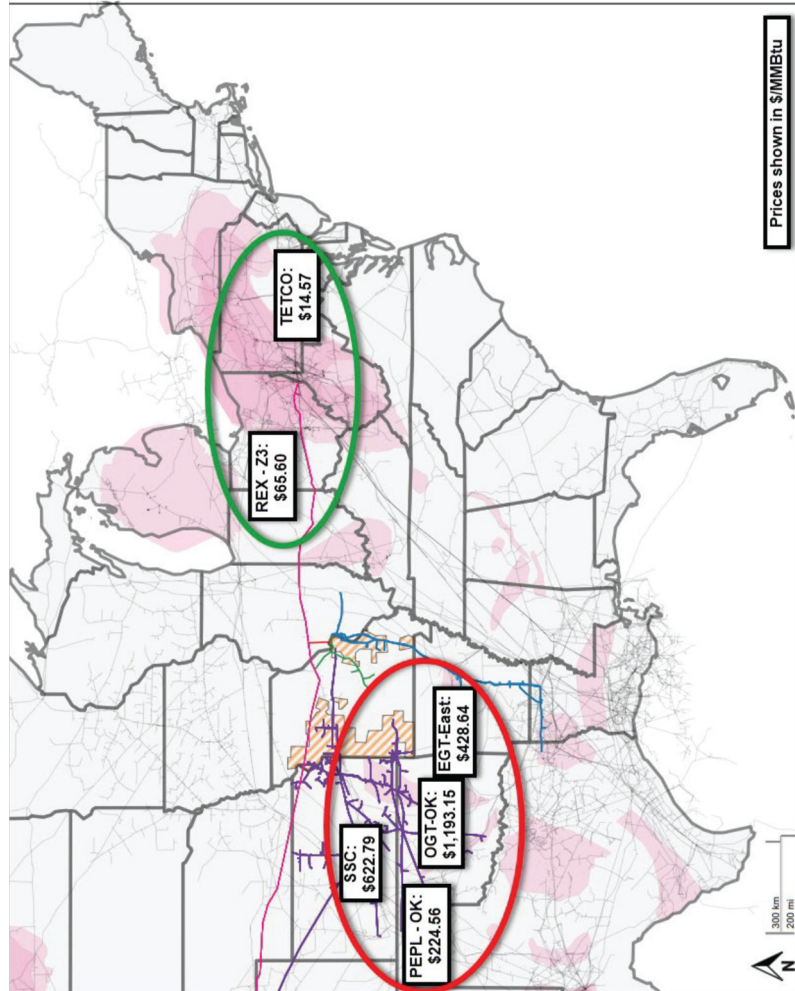 TETCO:
$14.57
REX - Z3:
$65.60
SSC:
$622.79
EGT-East:
$428.64
OGT-OK:
$1,193.15
PEPL - OK:
$224.56
Prices shown in $/MMBtu
300 km
200 mi
N